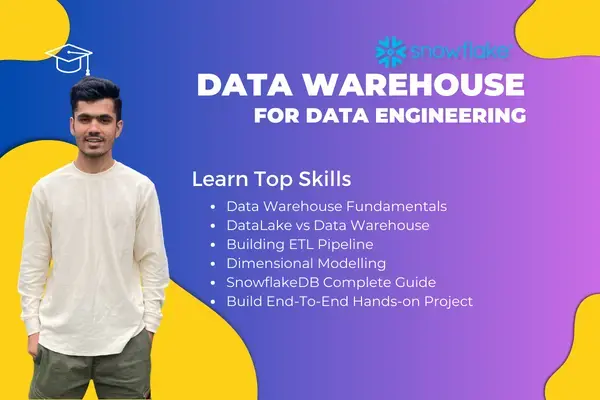 snowflake
DATA WAREHOUSE
FOR DATA ENGINEERING
Learn Top Skills
• Data Warehouse Fundamentals
• DataLake vs Data Warehouse
• Building ETL Pipeline
• Dimensional Modelling
• SnowflakeDB Complete Guide
• Build End-To-End Hands-on Project